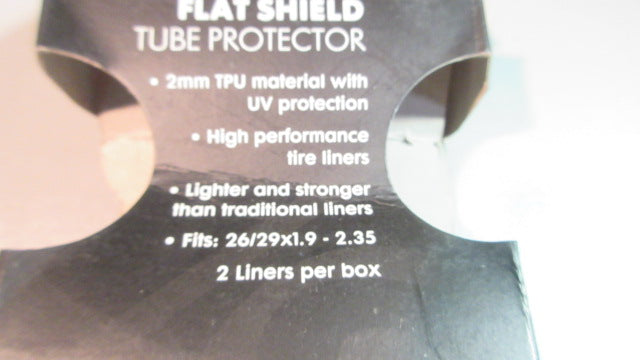 FLAT SHIELD
TUBE PROTECTOR
• 2mm TPU material with
UV protection
• High performance
tire liners
• Lighter and stronger
than traditional liners
• Fits: 26/29x1.9 - 2.35
2 Liners per box